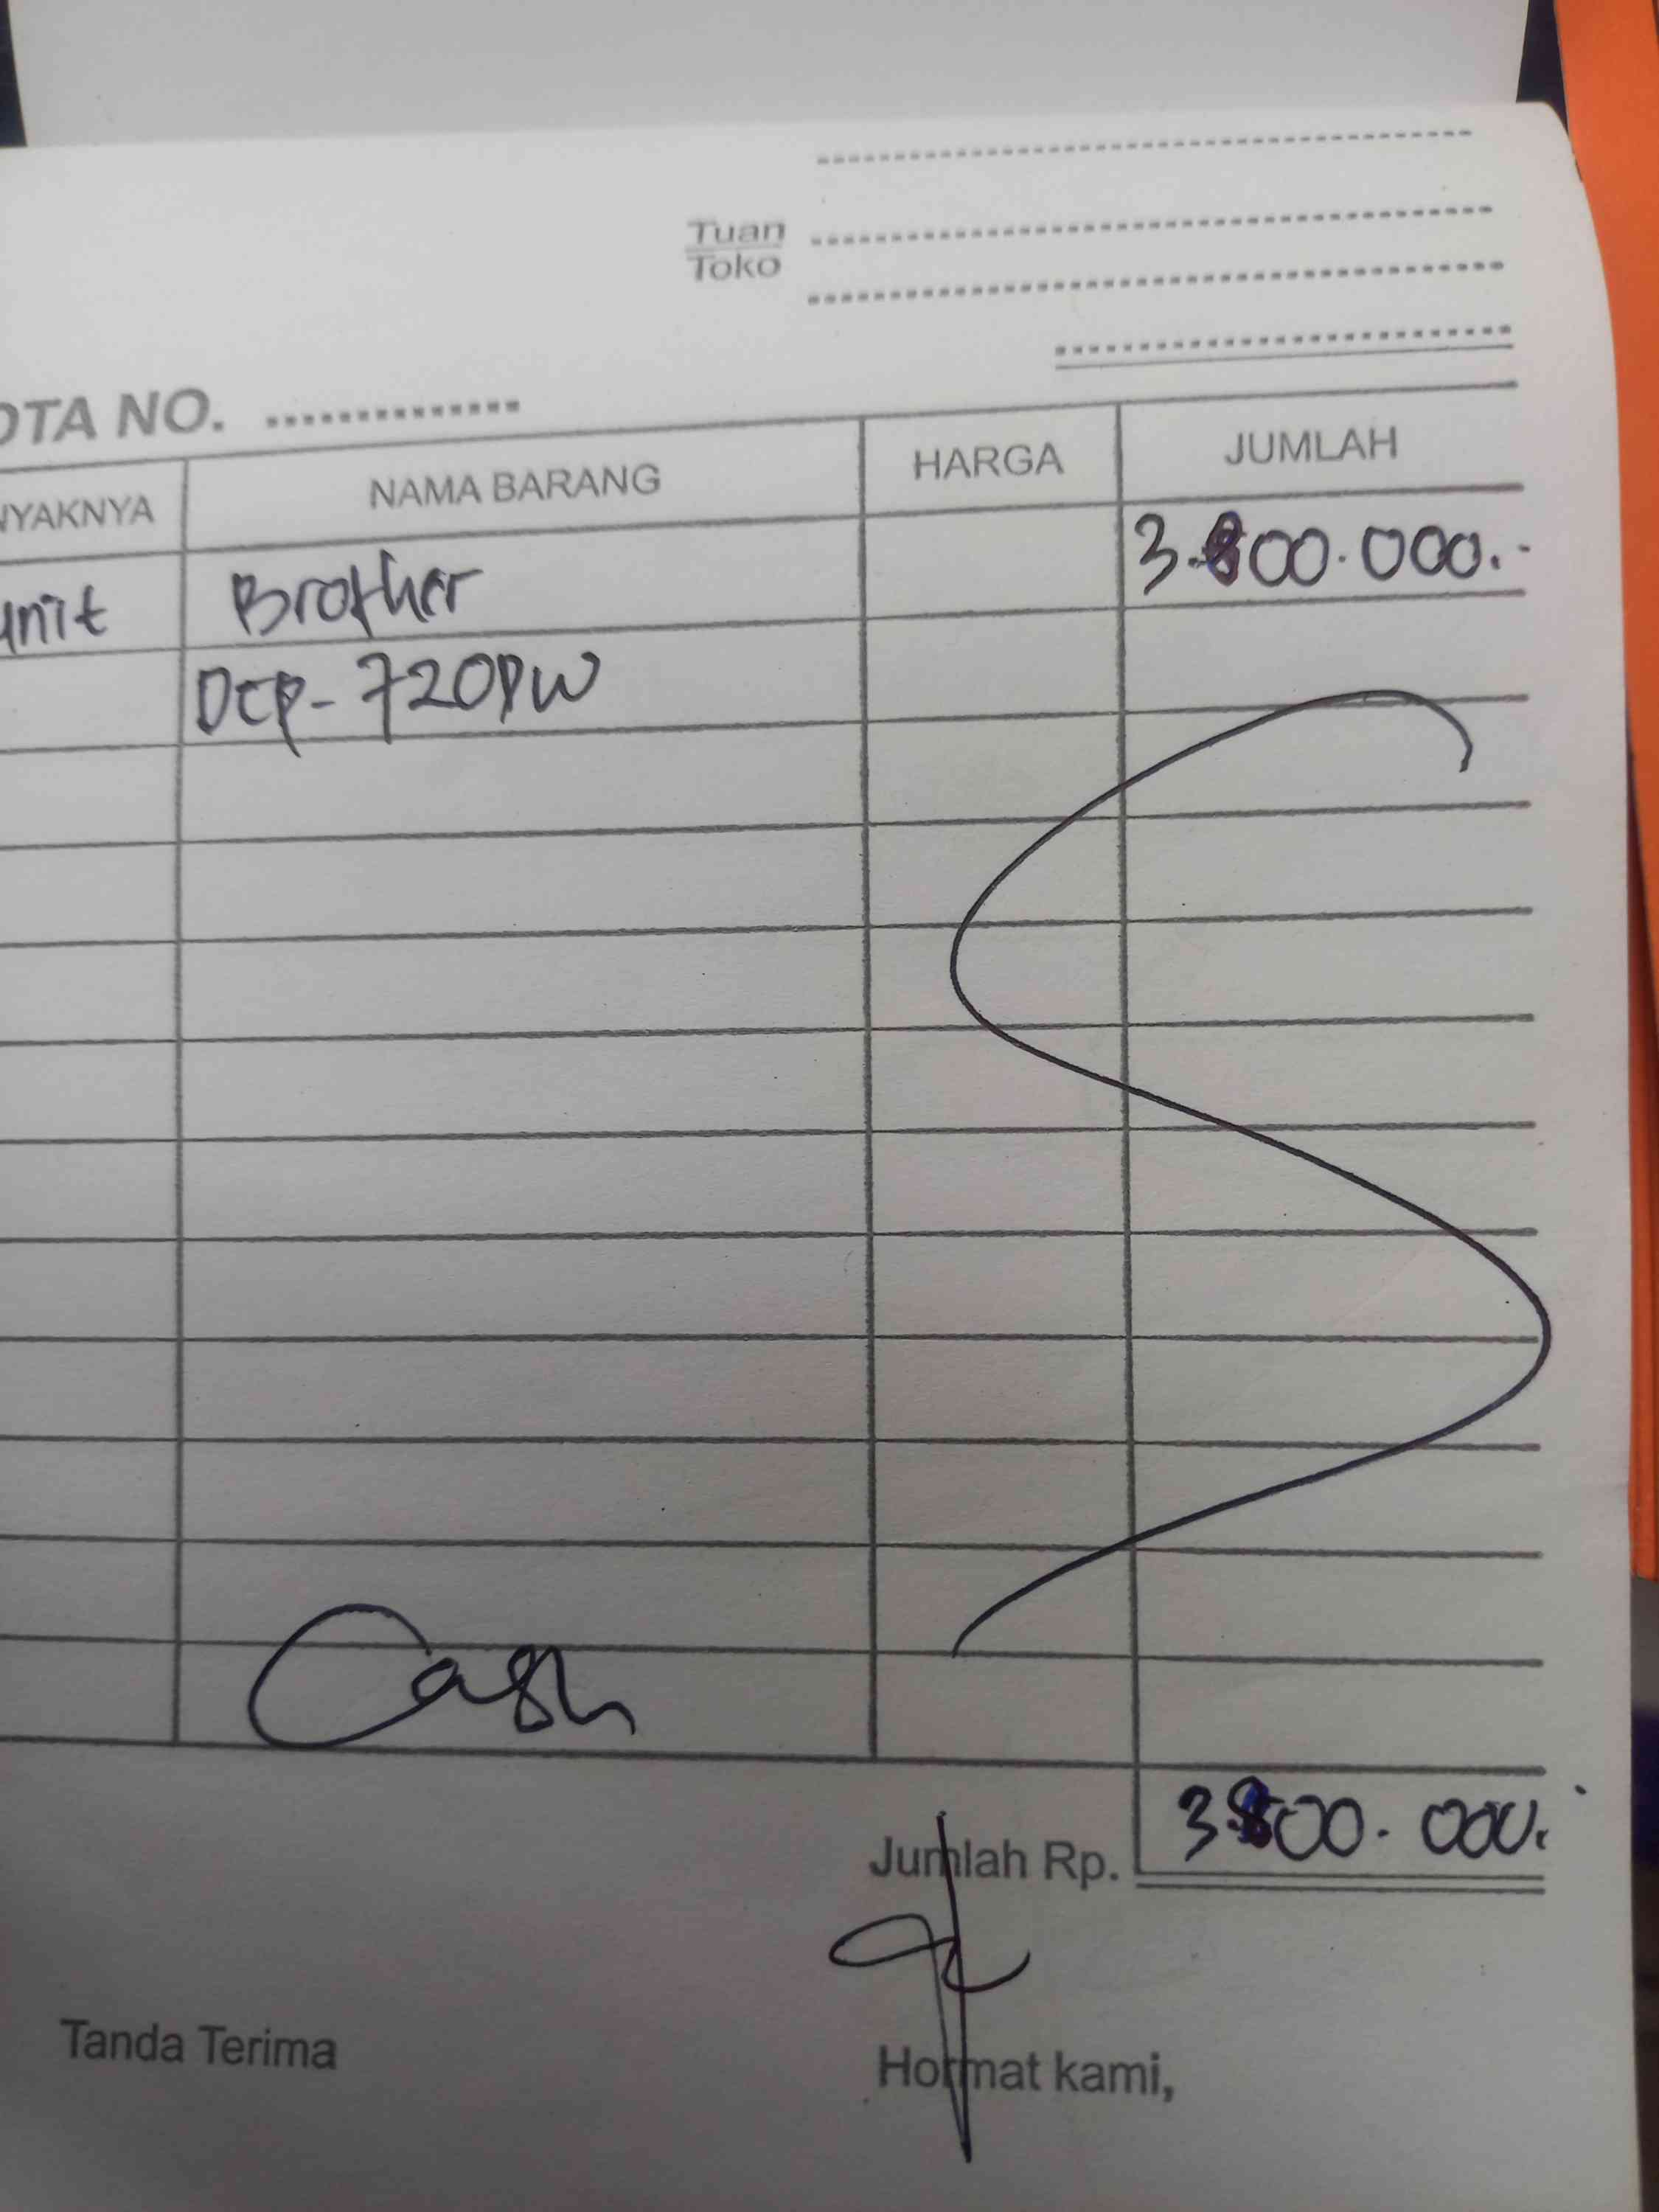 Tuan
Toko
OTA NO. ..............
NYAKNYA NAMA BARANG HARGA JUMLAH
unit Brother 3.800.000.-
DCP-720DW
Cash
Jumlah Rp. 3.800.000.
Tanda Terima Hormat kami,